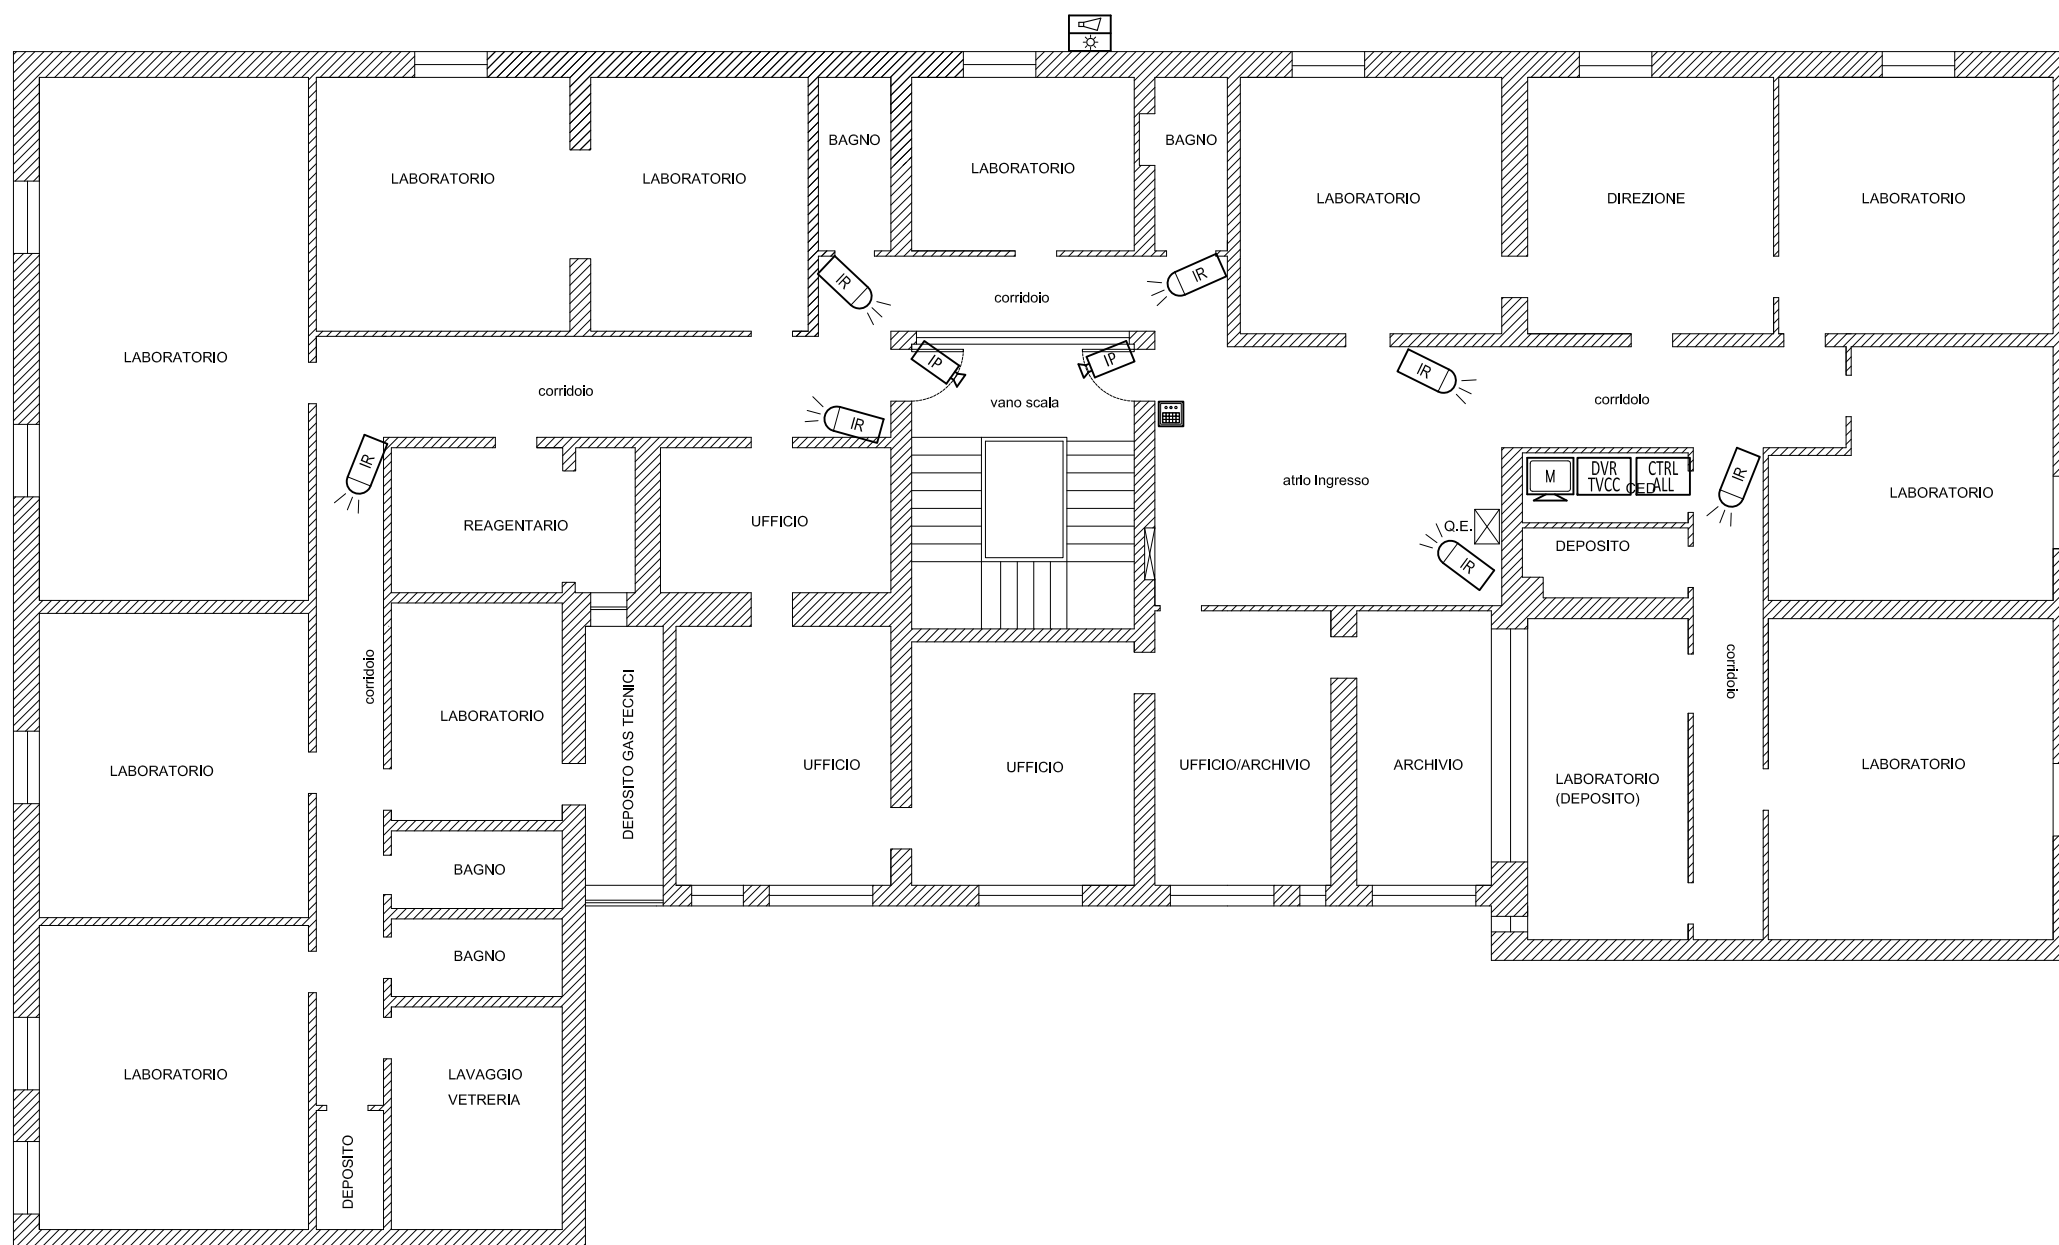 BAGNO
BAGNO
LABORATORIO
LABORATORIO
LABORATORIO
LABORATORIO
LABORATORIO
DIREZIONE
LABORATORIO
IR
IR
corridoio
LABORATORIO
IP
IP
IR
corridoio
vano scala
corridoio
IR
IR
IR
M
DVR
TVCC
CTRL
ALL
CED
atrio Ingresso
LABORATORIO
REAGENTARIO
UFFICIO
Q.E.
DEPOSITO
IR
corridoio
corridoio
LABORATORIO
DEPOSITO GAS TECNICI
LABORATORIO
UFFICIO
UFFICIO
UFFICIO/ARCHIVIO
ARCHIVIO
LABORATORIO
(DEPOSITO)
LABORATORIO
BAGNO
BAGNO
LABORATORIO
LAVAGGIO
VETRERIA
DEPOSITO